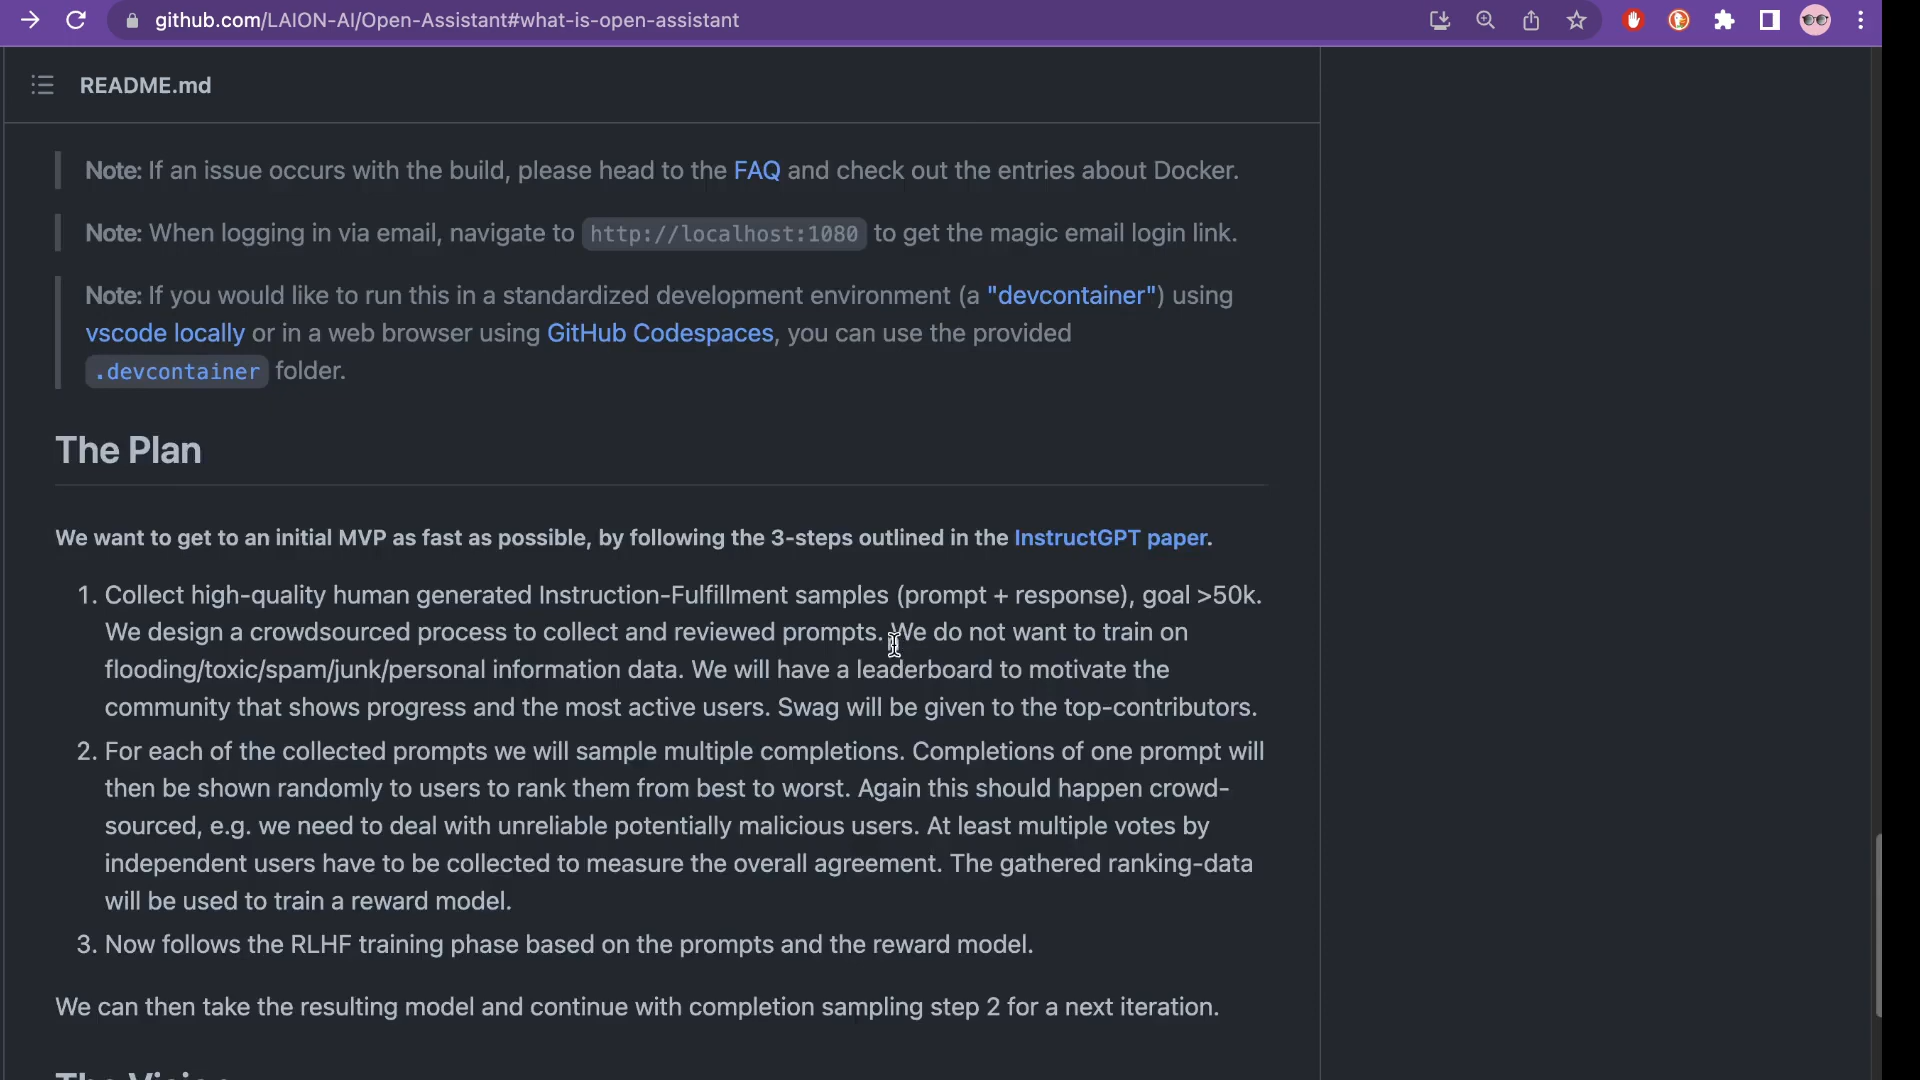 github.com/LAION-AI/Open-Assistant#what-is-open-assistant
README.md
Note: If an issue occurs with the build, please head to the FAQ and check out the entries about Docker.
Note: When logging in via email, navigate to http://localhost:1080 to get the magic email login link.
Note: If you would like to run this in a standardized development environment (a "devcontainer") using
vscode locally or in a web browser using GitHub Codespaces, you can use the provided
.devcontainer folder.
The Plan
We want to get to an initial MVP as fast as possible, by following the 3-steps outlined in the InstructGPT paper.
1. Collect high-quality human generated Instruction-Fulfillment samples (prompt + response), goal >50k.
We design a crowdsourced process to collect and reviewed prompts. We do not want to train on
flooding/toxic/spam/junk/personal information data. We will have a leaderboard to motivate the
community that shows progress and the most active users. Swag will be given to the top-contributors.
2. For each of the collected prompts we will sample multiple completions. Completions of one prompt will
then be shown randomly to users to rank them from best to worst. Again this should happen crowd-
sourced, e.g. we need to deal with unreliable potentially malicious users. At least multiple votes by
independent users have to be collected to measure the overall agreement. The gathered ranking-data
will be used to train a reward model.
3. Now follows the RLHF training phase based on the prompts and the reward model.
We can then take the resulting model and continue with completion sampling step 2 for a next iteration.
The Vision